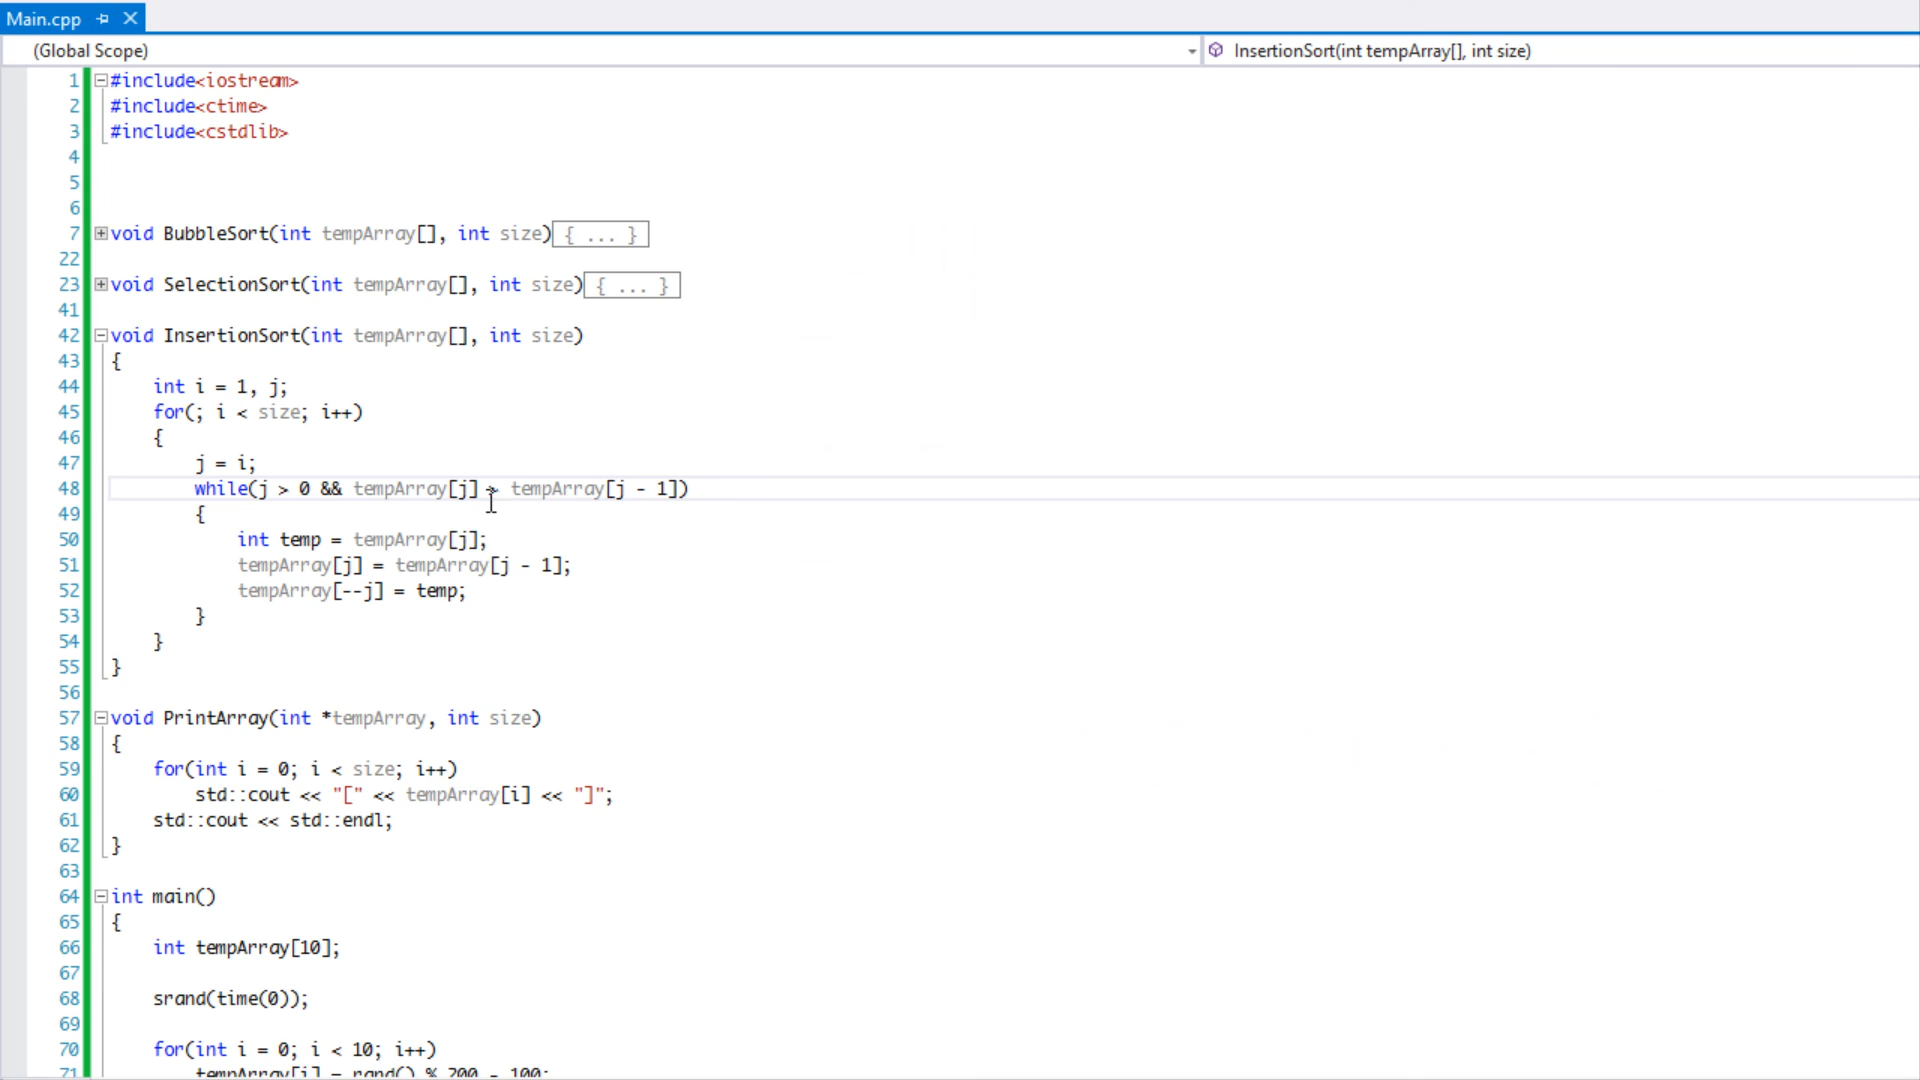 Main.cpp
(Global Scope)
InsertionSort(int tempArray[], int size)
1 #include<iostream>
2 #include<ctime>
3 #include<cstdlib>
4
5
6
7 void BubbleSort(int tempArray[], int size){ ... }
22
23 void SelectionSort(int tempArray[], int size){ ... }
41
42 void InsertionSort(int tempArray[], int size)
43 {
44 int i = 1, j;
45 for(; i < size; i++)
46 {
47 j = i;
48 while(j > 0 && tempArray[j] tempArray[j - 1])
49 {
50 int temp = tempArray[j];
51 tempArray[j] = tempArray[j - 1];
52 tempArray[--j] = temp;
53 }
54 }
55 }
56
57 void PrintArray(int *tempArray, int size)
58 {
59 for(int i = 0; i < size; i++)
60 std::cout << "[" << tempArray[i] << "]";
61 std::cout << std::endl;
62 }
63
64 int main()
65 {
66 int tempArray[10];
67
68 srand(time(0));
69
70 for(int i = 0; i < 10; i++)
71 tempArray[i] = rand() % 200 - 100;